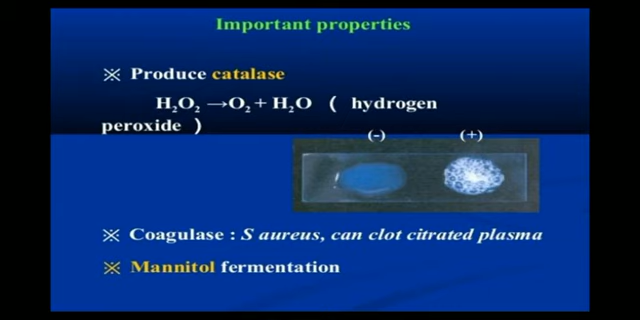 Important properties
※ Produce catalase
H₂O₂ →O₂ + H₂O ( hydrogen
peroxide )
(-) (+)
※ Coagulase : S aureus, can clot citrated plasma
※ Mannitol fermentation